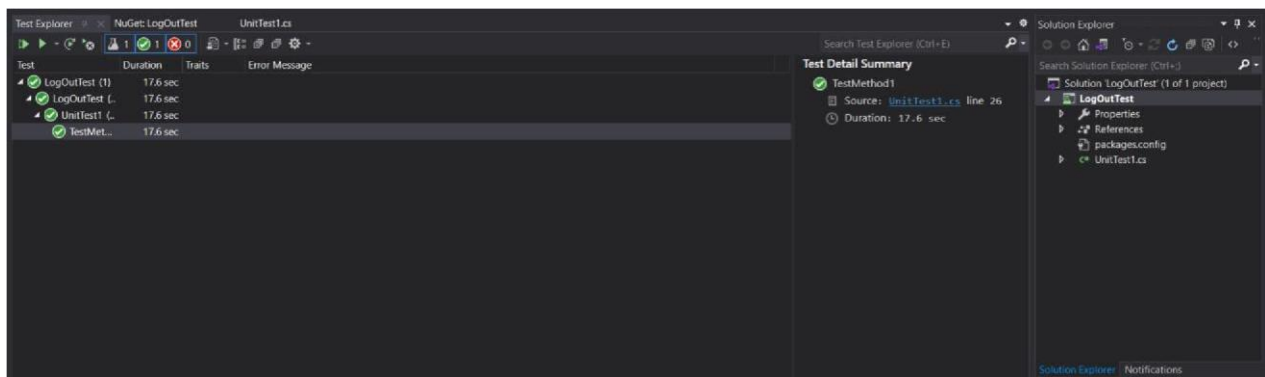 Test Explorer
NuGet: LogOutTest
UnitTest1.cs
1 1 0
Search Test Explorer (Ctrl+E)
Test Duration Traits Error Message
LogOutTest (1) 17.6 sec
LogOutTest (.. 17.6 sec
UnitTest1 (.. 17.6 sec
TestMet... 17.6 sec
Test Detail Summary
TestMethod1
Source: UnitTest1.cs line 26
Duration: 17.6 sec
Solution Explorer
Search Solution Explorer (Ctrl+;)
Solution 'LogOutTest' (1 of 1 project)
LogOutTest
Properties
References
packages.config
C# UnitTest1.cs
Solution Explorer Notifications